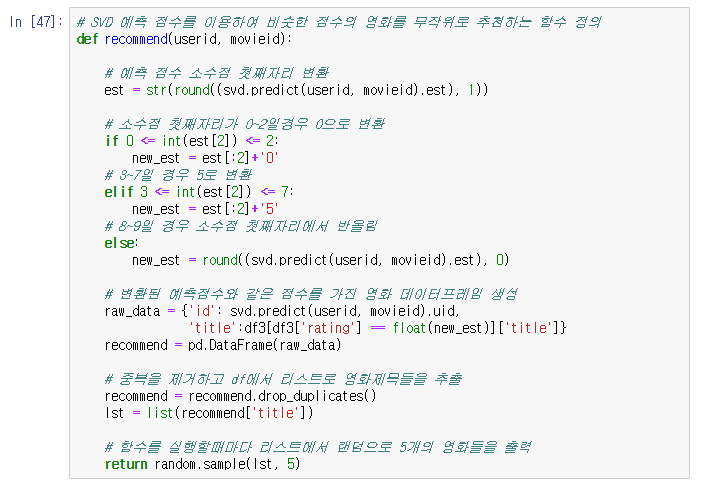 In [47]: # SVD 예측 점수를 이용하여 비슷한 점수의 영화를 무작위로 추천하는 함수 정의
def recommend(userid, movieid):
# 예측 점수 소수점 첫째자리 변환
est = str(round((svd.predict(userid, movieid).est), 1))
# 소수점 첫째자리가 0~2일경우 0으로 변환
if 0 <= int(est[2]) <= 2:
new_est = est[:2]+'0'
# 3~7일 경우 5로 변환
elif 3 <= int(est[2]) <= 7:
new_est = est[:2]+'5'
# 8~9일 경우 소수점 첫째자리에서 반올림
else:
new_est = round((svd.predict(userid, movieid).est), 0)
# 변환된 예측점수와 같은 점수를 가진 영화 데이터프레임 생성
raw_data = {'id': svd.predict(userid, movieid).uid,
'title':df3[df3['rating'] == float(new_est)]['title']}
recommend = pd.DataFrame(raw_data)
# 중복을 제거하고 df에서 리스트로 영화제목들을 추출
recommend = recommend.drop_duplicates()
lst = list(recommend['title'])
# 함수를 실행할때마다 리스트에서 랜덤으로 5개의 영화들을 출력
return random.sample(lst, 5)